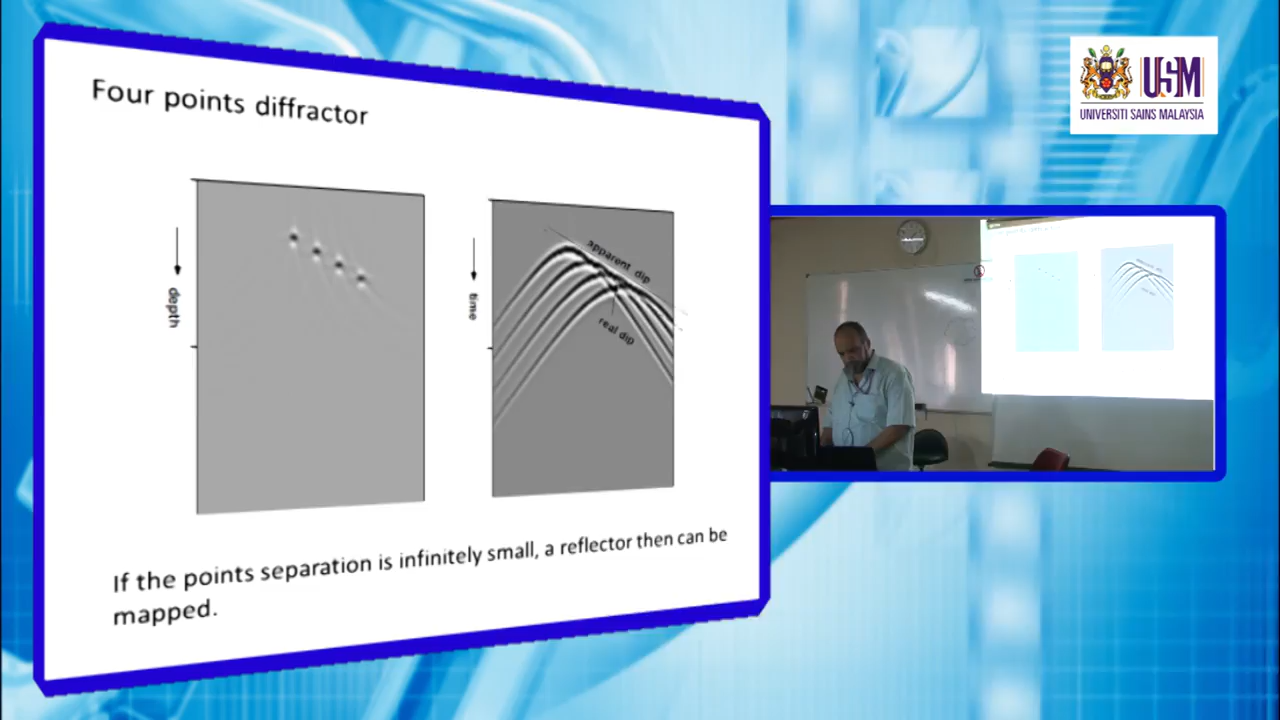 Four points diffractor
depth
time
apparent dip
real dip
If the points separation is infinitely small, a reflector then can be
mapped.
USM
UNIVERSITI SAINS MALAYSIA